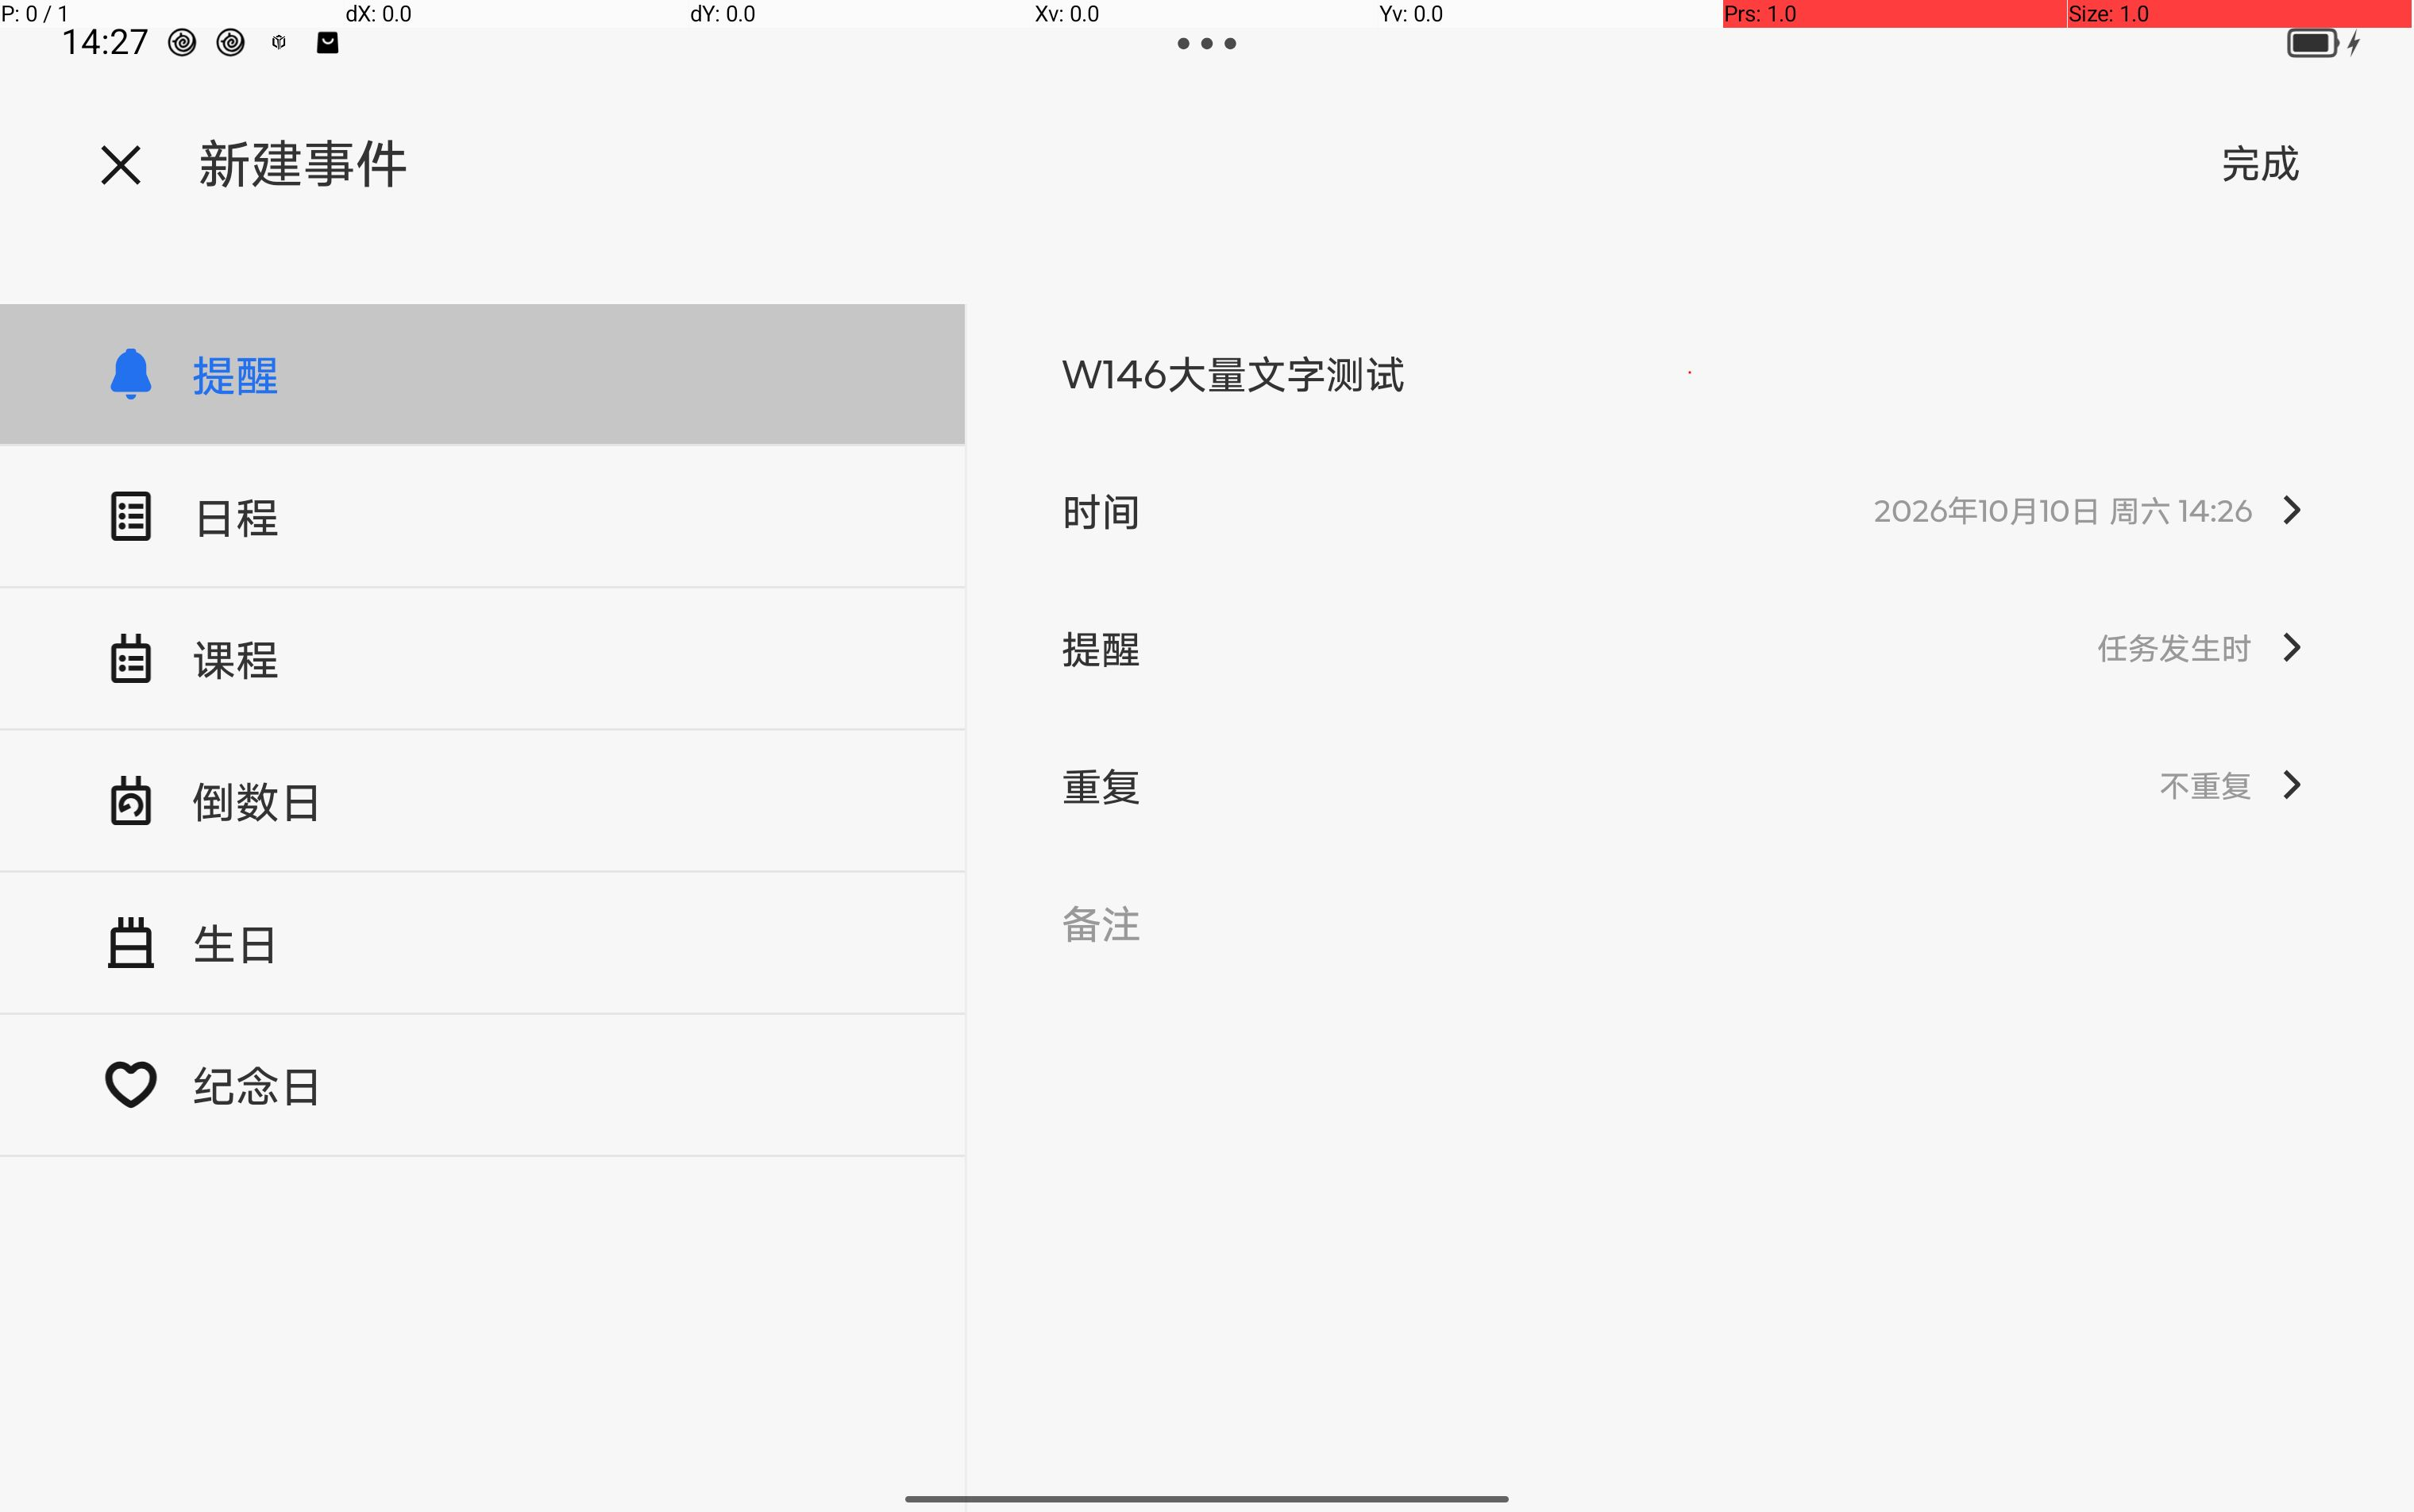 P: 0 / 1 dX: 0.0 dY: 0.0 Xv: 0.0 Yv: 0.0 Prs: 1.0 Size: 1.0
14:27
新建事件 完成
提醒
日程
课程
倒数日
生日
纪念日
W146大量文字测试
时间 2026年10月10日 周六 14:26
提醒 任务发生时
重复 不重复
备注